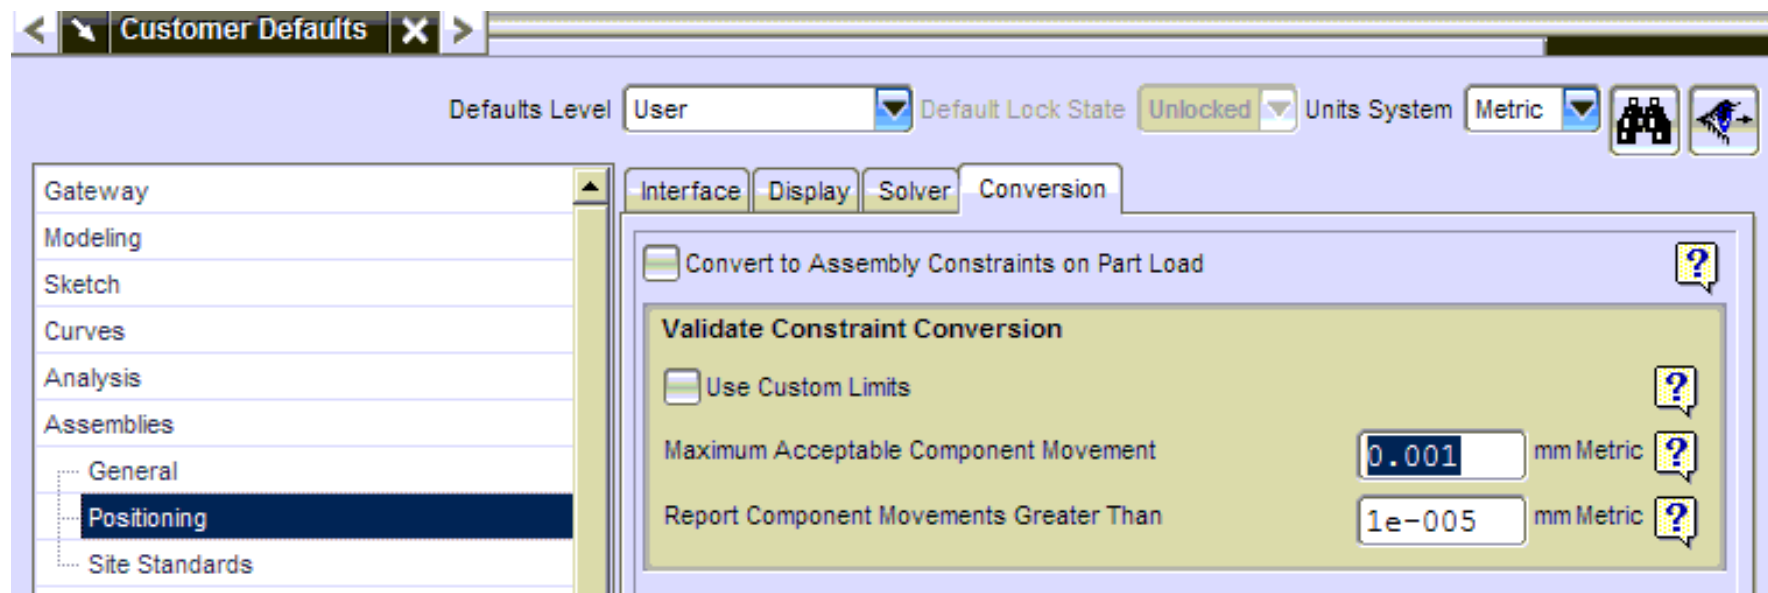 Customer Defaults
Defaults Level User Default Lock State Unlocked Units System Metric
Gateway
Modeling
Sketch
Curves
Analysis
Assemblies
General
Positioning
Site Standards
Interface Display Solver Conversion
Convert to Assembly Constraints on Part Load ?
Validate Constraint Conversion
Use Custom Limits ?
Maximum Acceptable Component Movement 0.001 mm Metric ?
Report Component Movements Greater Than 1e-005 mm Metric ?